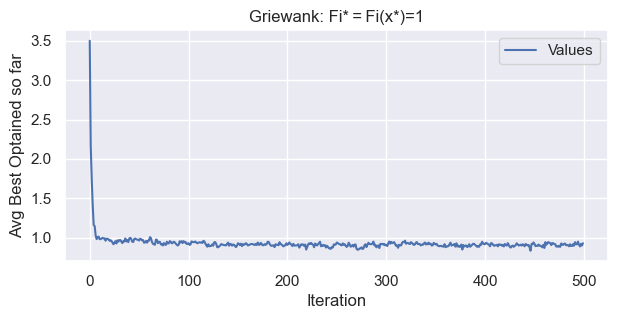 Griewank: Fi* = Fi(x*)=1
Values
Avg Best Optained so far
3.5
3.0
2.5
2.0
1.5
1.0
0 100 200 300 400 500
Iteration